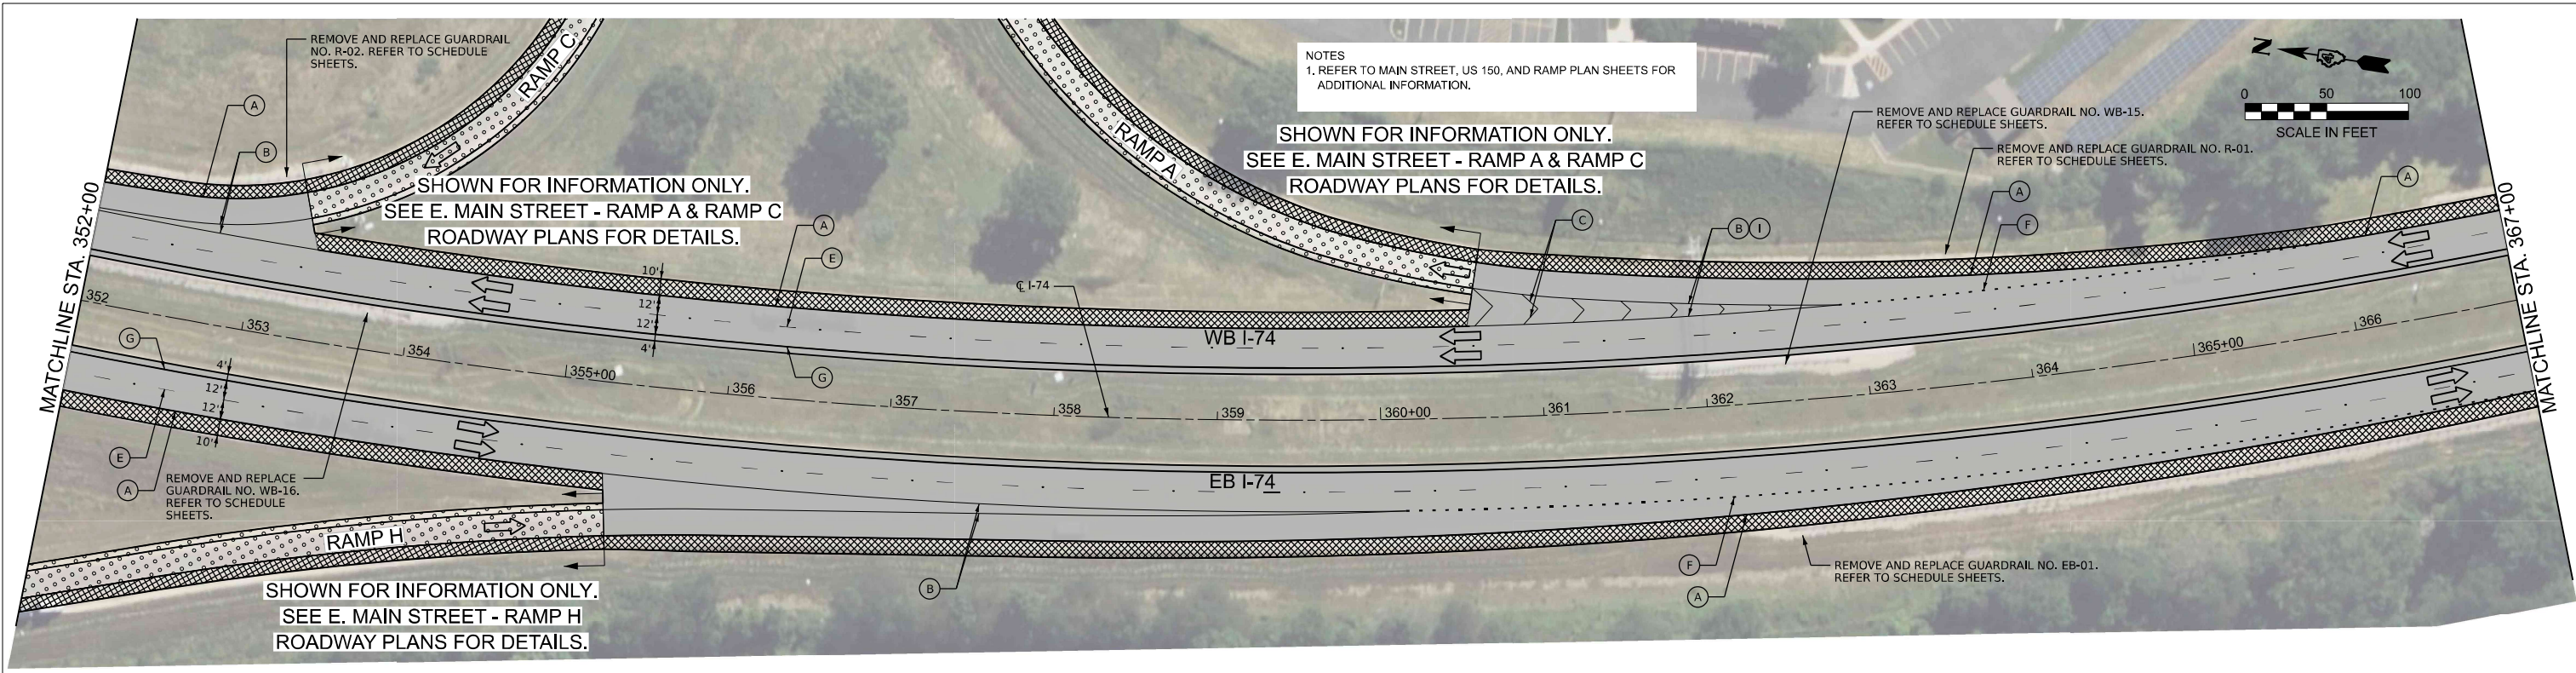 REMOVE AND REPLACE GUARDRAIL
NO. R-02. REFER TO SCHEDULE
SHEETS.
RAMP C
A
B
SHOWN FOR INFORMATION ONLY.
SEE E. MAIN STREET - RAMP A & RAMP C
ROADWAY PLANS FOR DETAILS.
RAMP A
NOTES
1. REFER TO MAIN STREET, US 150, AND RAMP PLAN SHEETS FOR
ADDITIONAL INFORMATION.
SHOWN FOR INFORMATION ONLY.
SEE E. MAIN STREET - RAMP A & RAMP C
ROADWAY PLANS FOR DETAILS.
REMOVE AND REPLACE GUARDRAIL NO. WB-15.
REFER TO SCHEDULE SHEETS.
REMOVE AND REPLACE GUARDRAIL NO. R-01.
REFER TO SCHEDULE SHEETS.
N
0 50 100
SCALE IN FEET
MATCHLINE STA. 352+00
MATCHLINE STA. 367+00
A
E
C
B I
A
F
A
10'
12'
12'
4'
G
℄ I-74
WB I-74
352
353
354
355+00
356
357
358
359
360+00
361
362
363
364
365+00
366
G
4'
12'
12'
10'
E
A
REMOVE AND REPLACE
GUARDRAIL NO. WB-16.
REFER TO SCHEDULE
SHEETS.
EB I-74
RAMP H
SHOWN FOR INFORMATION ONLY.
SEE E. MAIN STREET - RAMP H
ROADWAY PLANS FOR DETAILS.
B
F
A
REMOVE AND REPLACE GUARDRAIL NO. EB-01.
REFER TO SCHEDULE SHEETS.